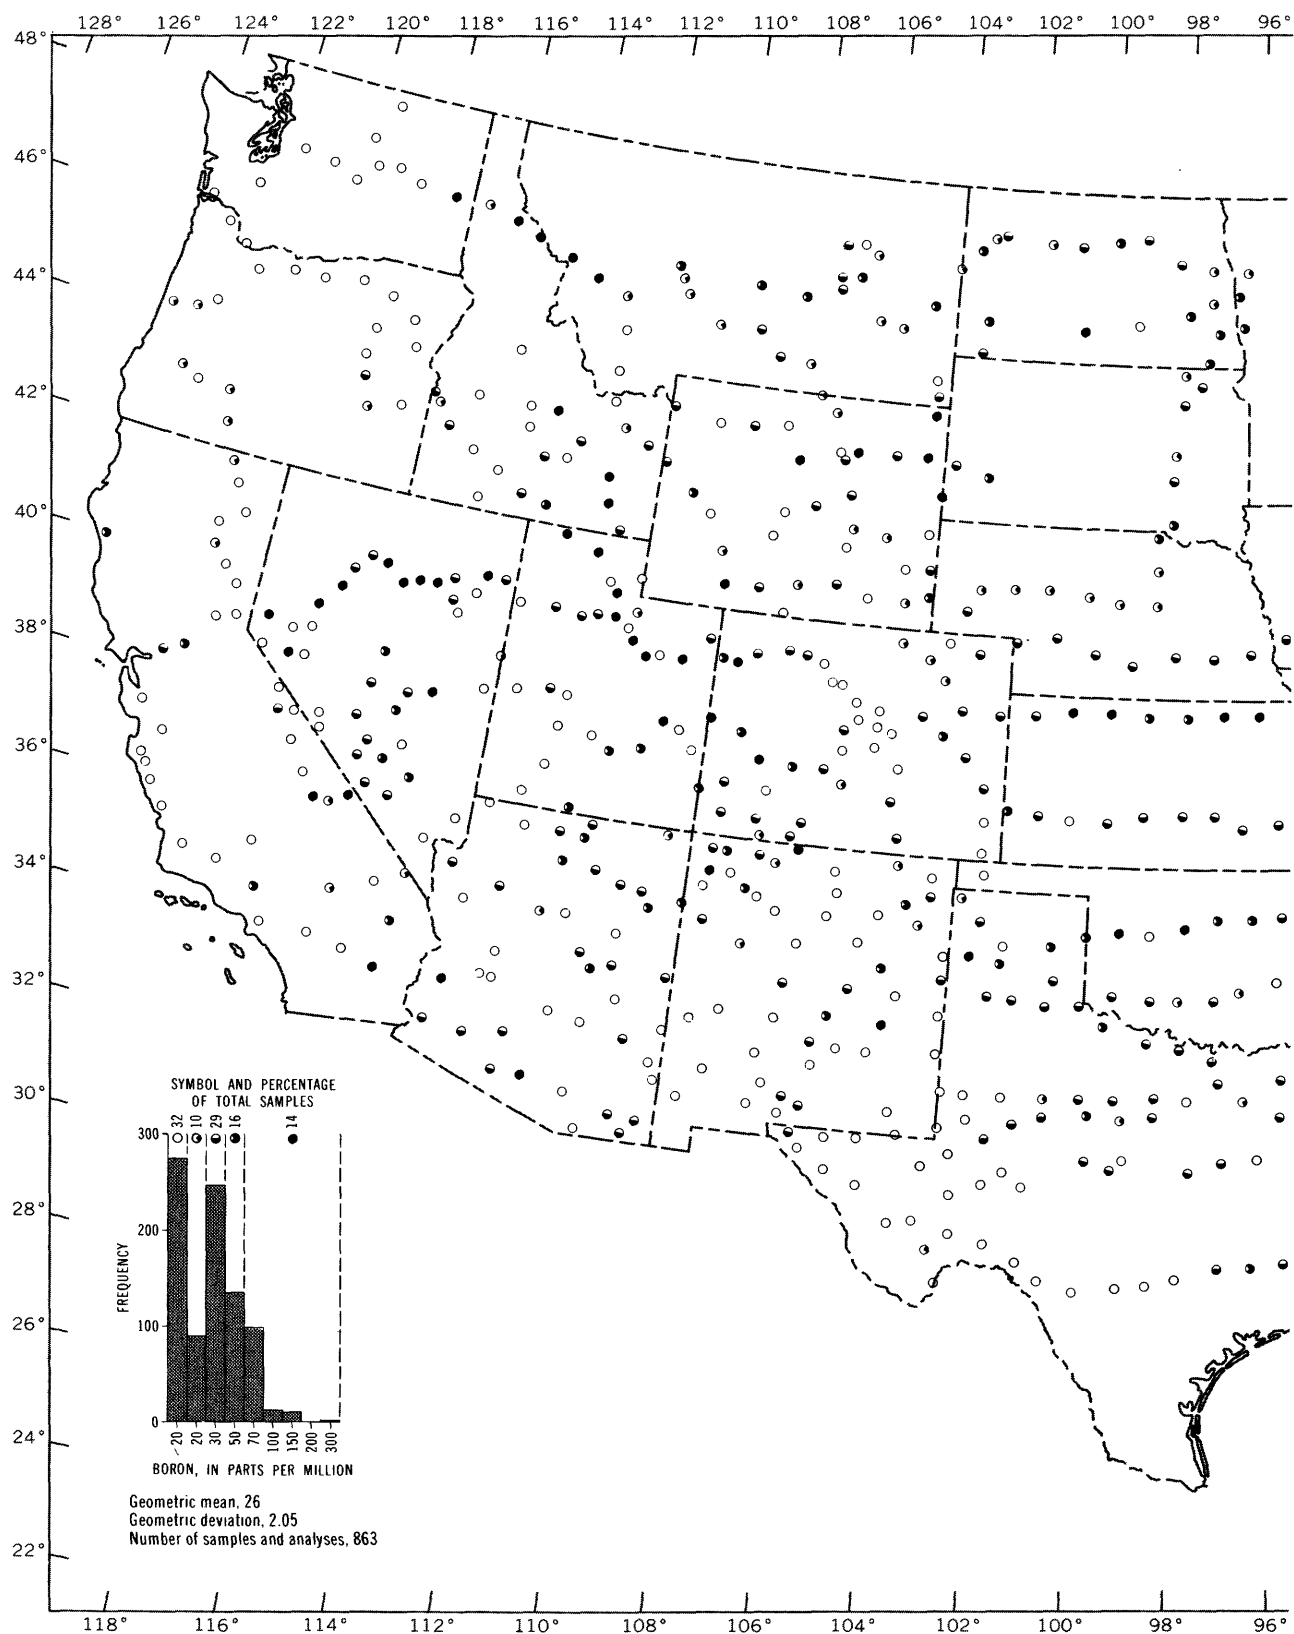 128° 126° 124° 122° 120° 118° 116° 114° 112° 110° 108° 106° 104° 102° 100° 98° 96°
48°
46°
44°
42°
40°
38°
36°
34°
32°
30°
28°
26°
24°
22°
SYMBOL AND PERCENTAGE
OF TOTAL SAMPLES
32 10 29 16 14
300
200
100
0
FREQUENCY
20 20 30 50 70 100 150 200 300
BORON, IN PARTS PER MILLION
Geometric mean, 26
Geometric deviation, 2.05
Number of samples and analyses, 863
118° 116° 114° 112° 110° 108° 106° 104° 102° 100° 98° 96°